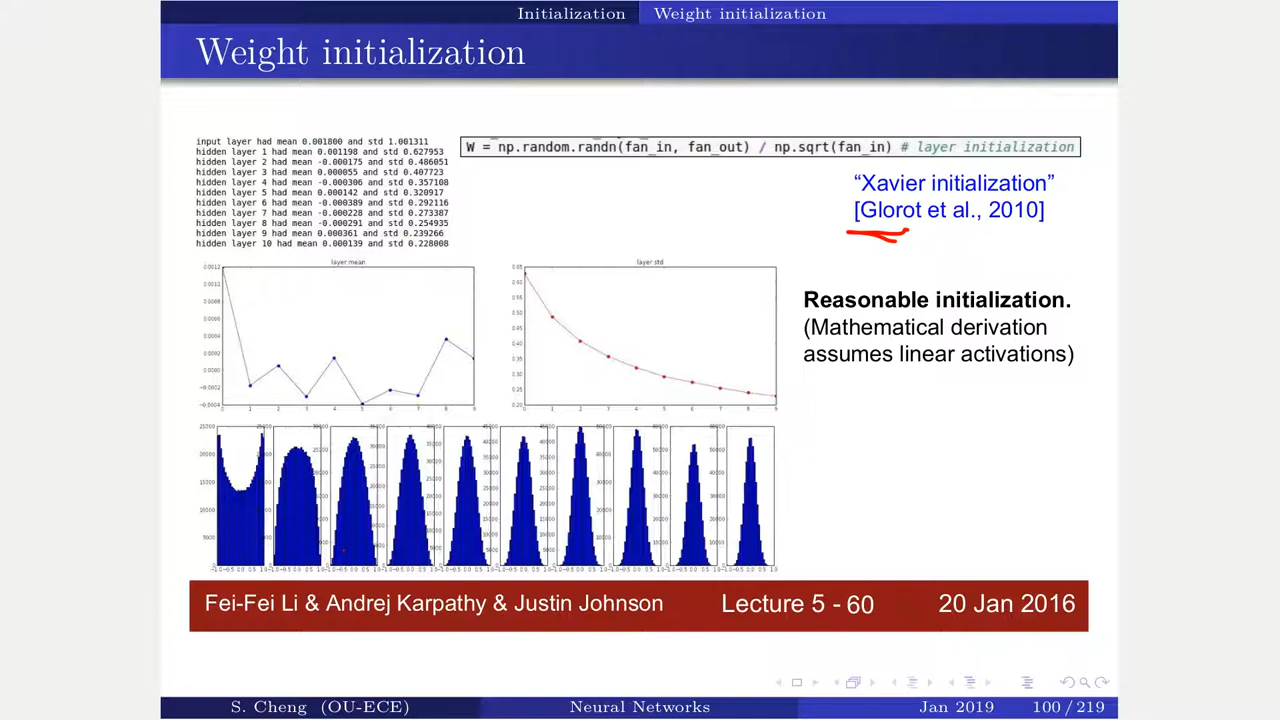 Initialization Weight initialization
Weight initialization
input layer had mean 0.001800 and std 1.001311
hidden layer 1 had mean 0.001198 and std 0.627953
hidden layer 2 had mean -0.000175 and std 0.486051
hidden layer 3 had mean 0.000055 and std 0.407723
hidden layer 4 had mean -0.000306 and std 0.357108
hidden layer 5 had mean 0.000142 and std 0.320917
hidden layer 6 had mean -0.000389 and std 0.292116
hidden layer 7 had mean -0.000228 and std 0.273387
hidden layer 8 had mean -0.000291 and std 0.254935
hidden layer 9 had mean 0.000361 and std 0.239266
hidden layer 10 had mean 0.000139 and std 0.228008
W = np.random.randn(fan_in, fan_out) / np.sqrt(fan_in) # layer initialization
“Xavier initialization”
[Glorot et al., 2010]
Reasonable initialization.
(Mathematical derivation
assumes linear activations)
layer mean
layer std
Fei-Fei Li & Andrej Karpathy & Justin Johnson Lecture 5 - 60 20 Jan 2016
S. Cheng (OU-ECE) Neural Networks Jan 2019 100 / 219